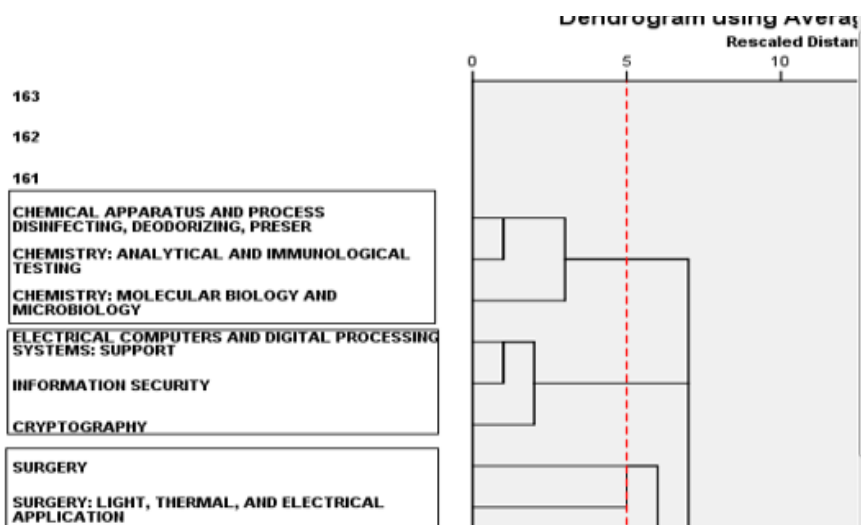 Dendrogram using Averag
Rescaled Distan
0 5 10
163
162
161
CHEMICAL APPARATUS AND PROCESS
DISINFECTING, DEODORIZING, PRESER
CHEMISTRY: ANALYTICAL AND IMMUNOLOGICAL
TESTING
CHEMISTRY: MOLECULAR BIOLOGY AND
MICROBIOLOGY
ELECTRICAL COMPUTERS AND DIGITAL PROCESSING
SYSTEMS: SUPPORT
INFORMATION SECURITY
CRYPTOGRAPHY
SURGERY
SURGERY: LIGHT, THERMAL, AND ELECTRICAL
APPLICATION